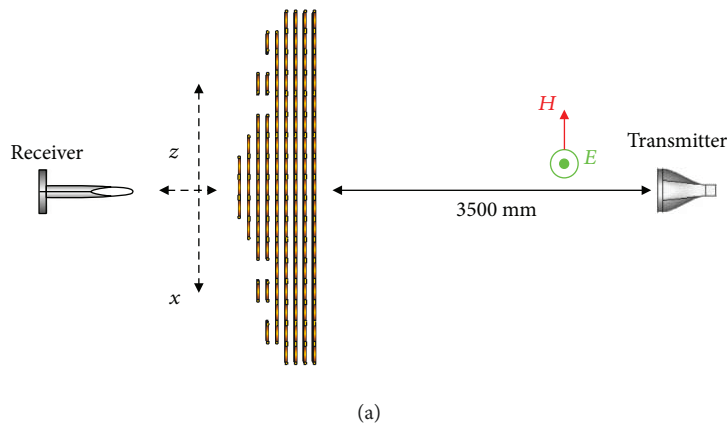 H
Transmitter
Receiver
z
E
3500 mm
x
(a)